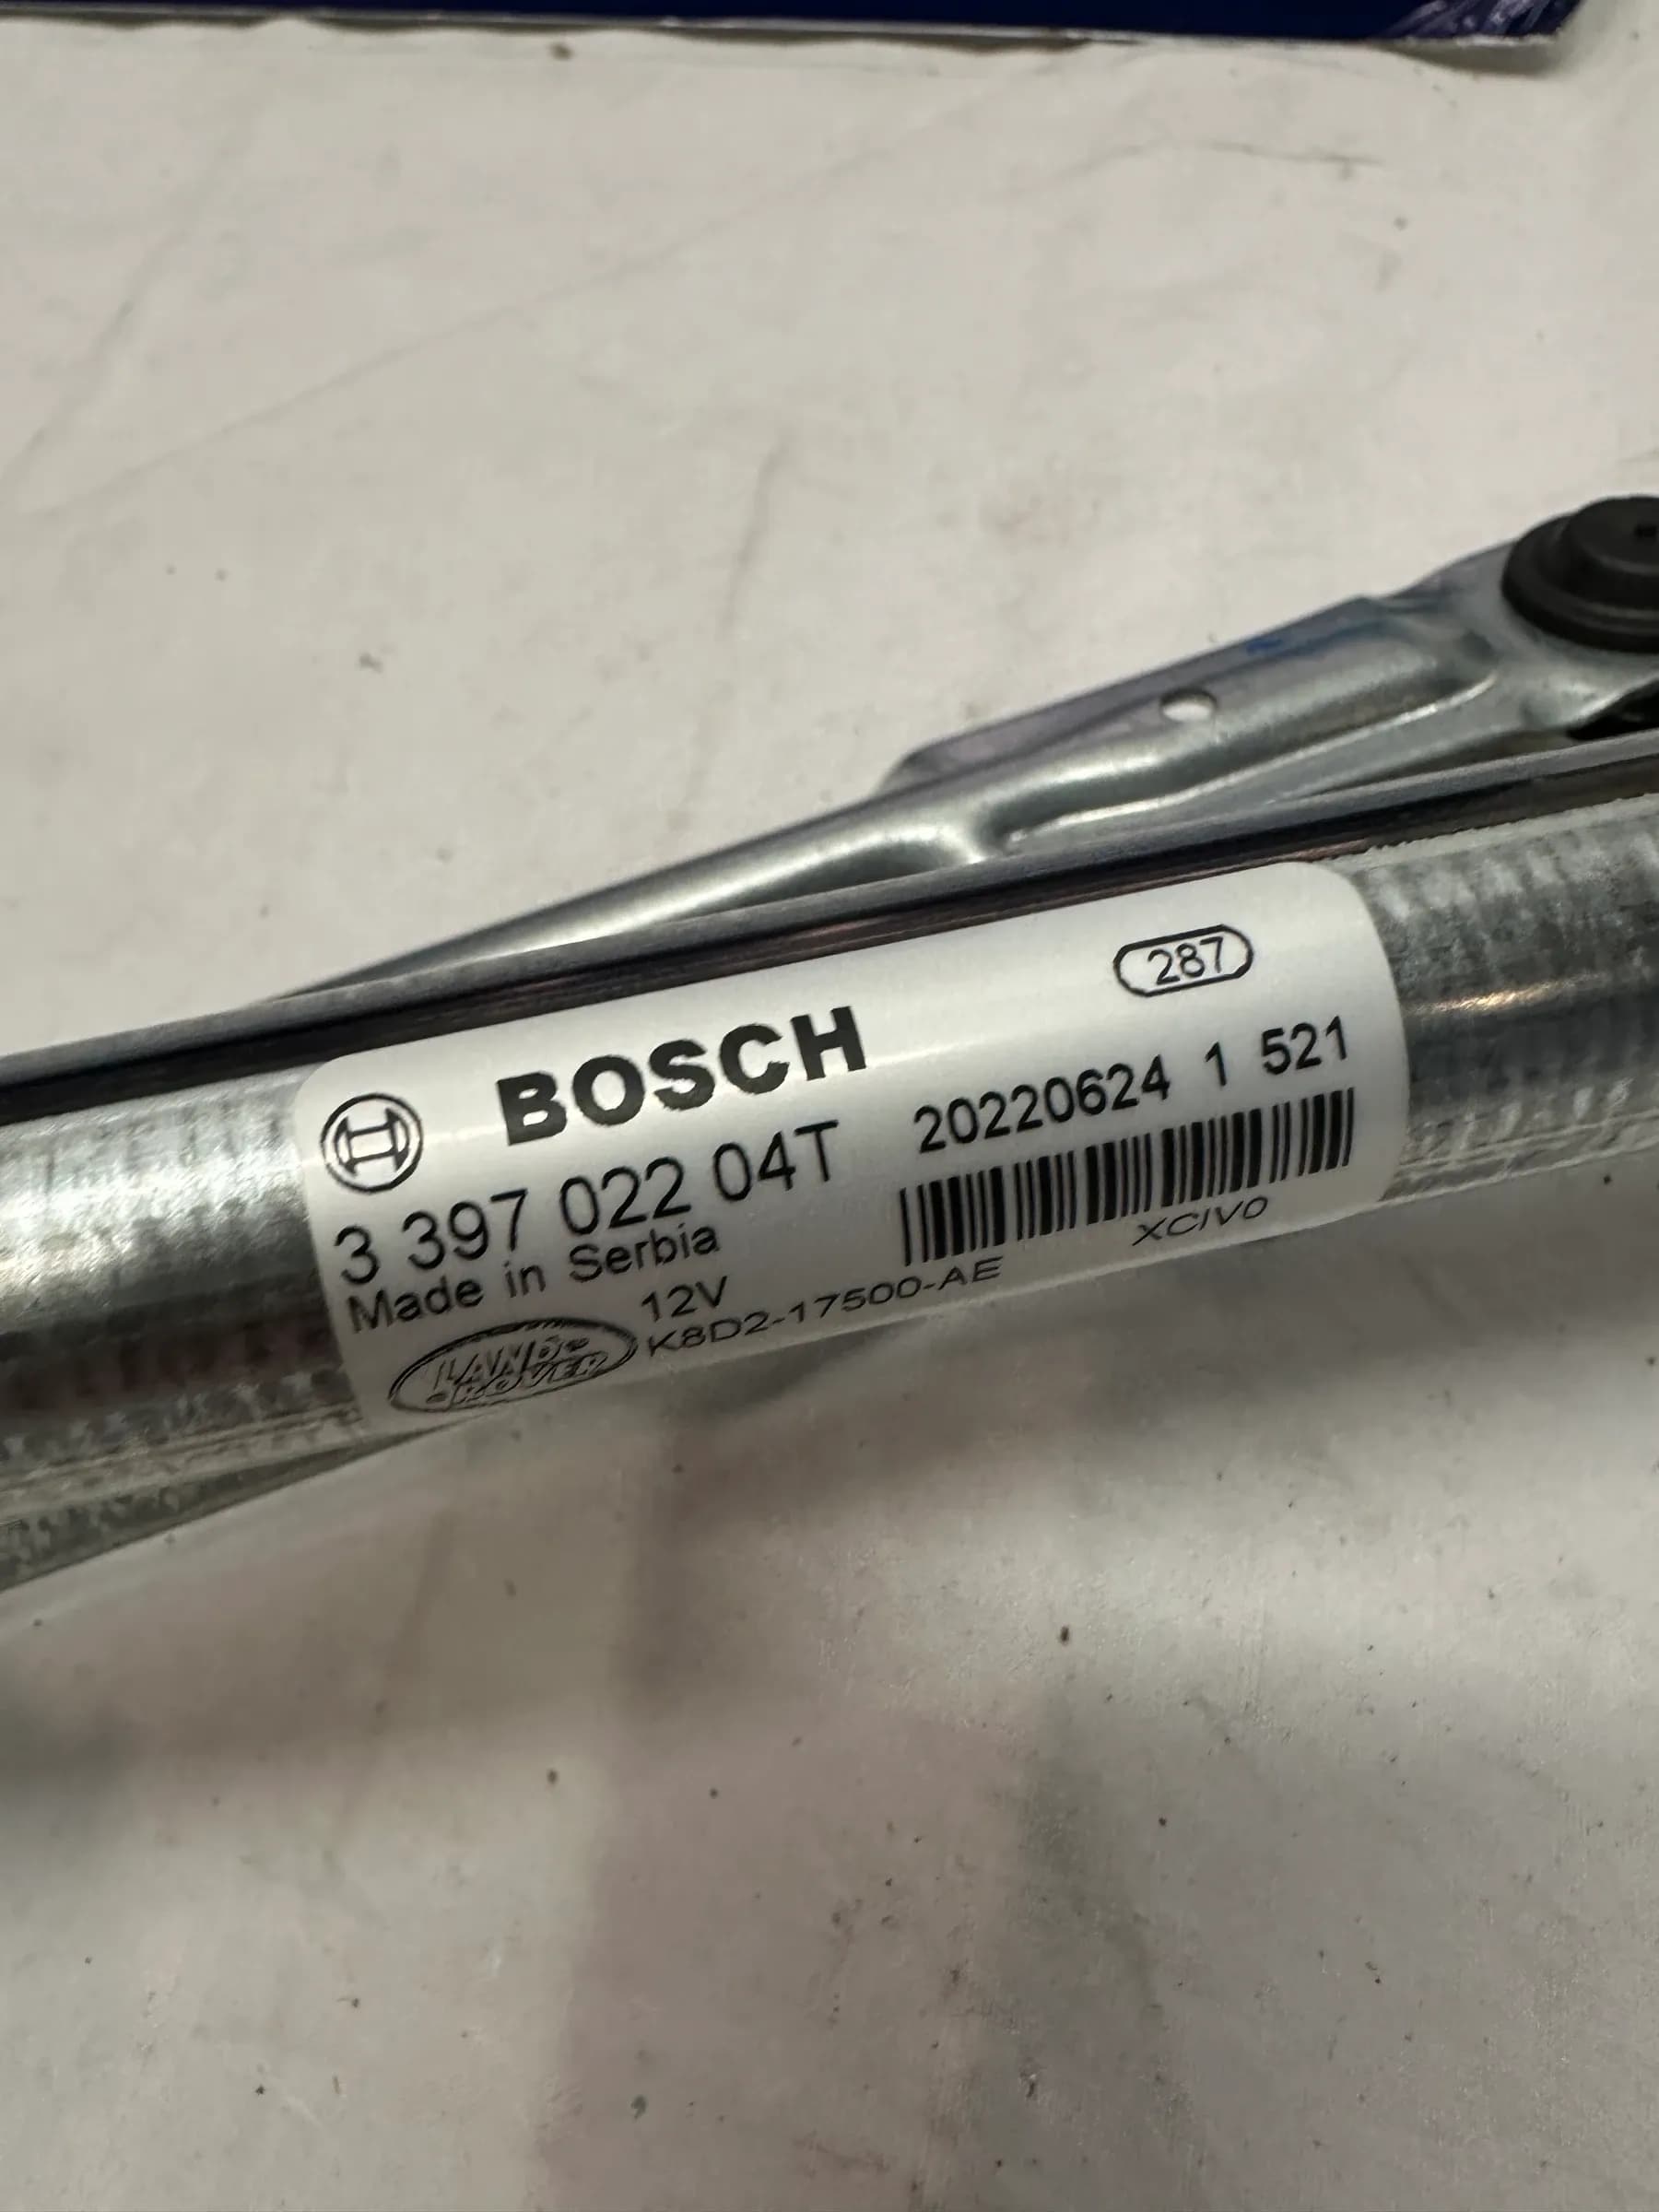 287
BOSCH
3 397 022 04T 20220624 1 521
Made in Serbia
XCIV0
12V
LAND ROVER K8D2-17500-AE